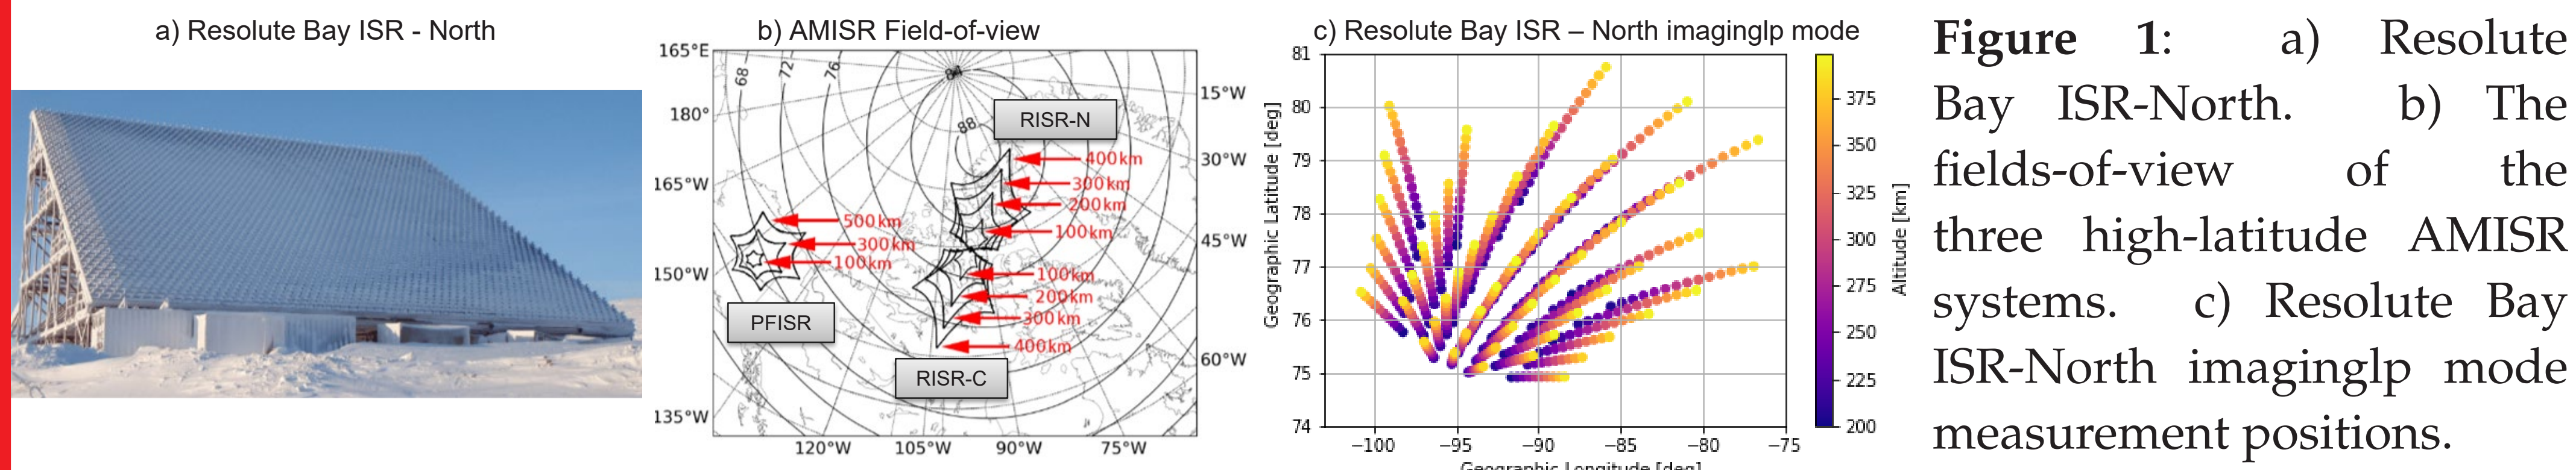 a) Resolute Bay ISR - North
b) AMISR Field-of-view
165°E
180°
165°W
150°W
135°W
120°W
105°W
90°W
75°W
15°W
30°W
45°W
60°W
68
72
76
84
88
RISR-N
400km
300km
200km
100km
500km
300km
100km
100km
200km
300km
400km
PFISR
RISR-C
c) Resolute Bay ISR – North imaginglp mode
Geographic Latitude [deg]
81
80
79
78
77
76
75
74
−100
−95
−90
−85
−80
−75
Geographic Longitude [deg]
375
350
325
300
275
250
225
200
Altitude [km]
Figure 1: a) Resolute
Bay ISR-North. b) The
fields-of-view of the
three high-latitude AMISR
systems. c) Resolute Bay
ISR-North imaginglp mode
measurement positions.